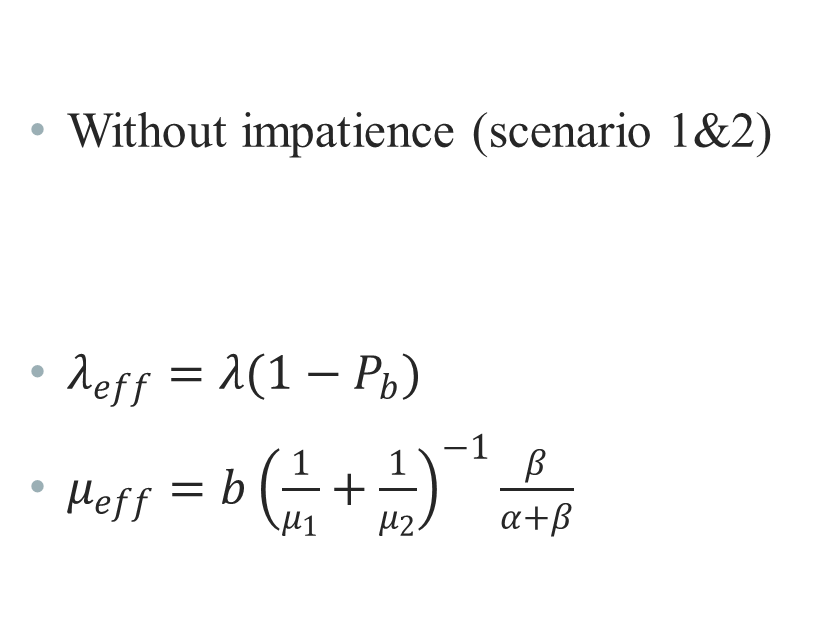 • Without impatience (scenario 1&2)
• λ_eff = λ(1 − P_b)
• μ_eff = b (1/μ_1 + 1/μ_2)^−1 β/(α+β)